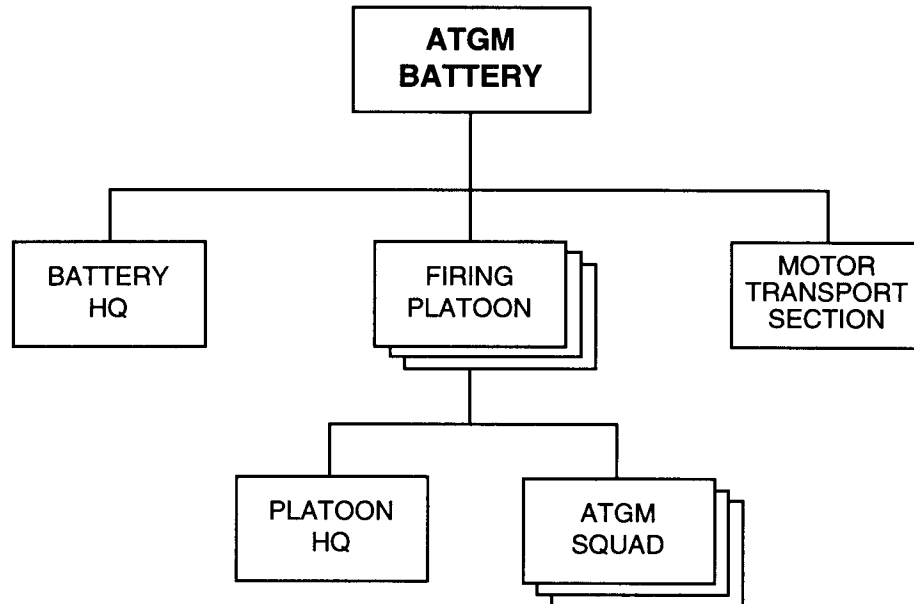 ATGM
BATTERY
BATTERY
HQ
FIRING
PLATOON
MOTOR
TRANSPORT
SECTION
PLATOON
HQ
ATGM
SQUAD